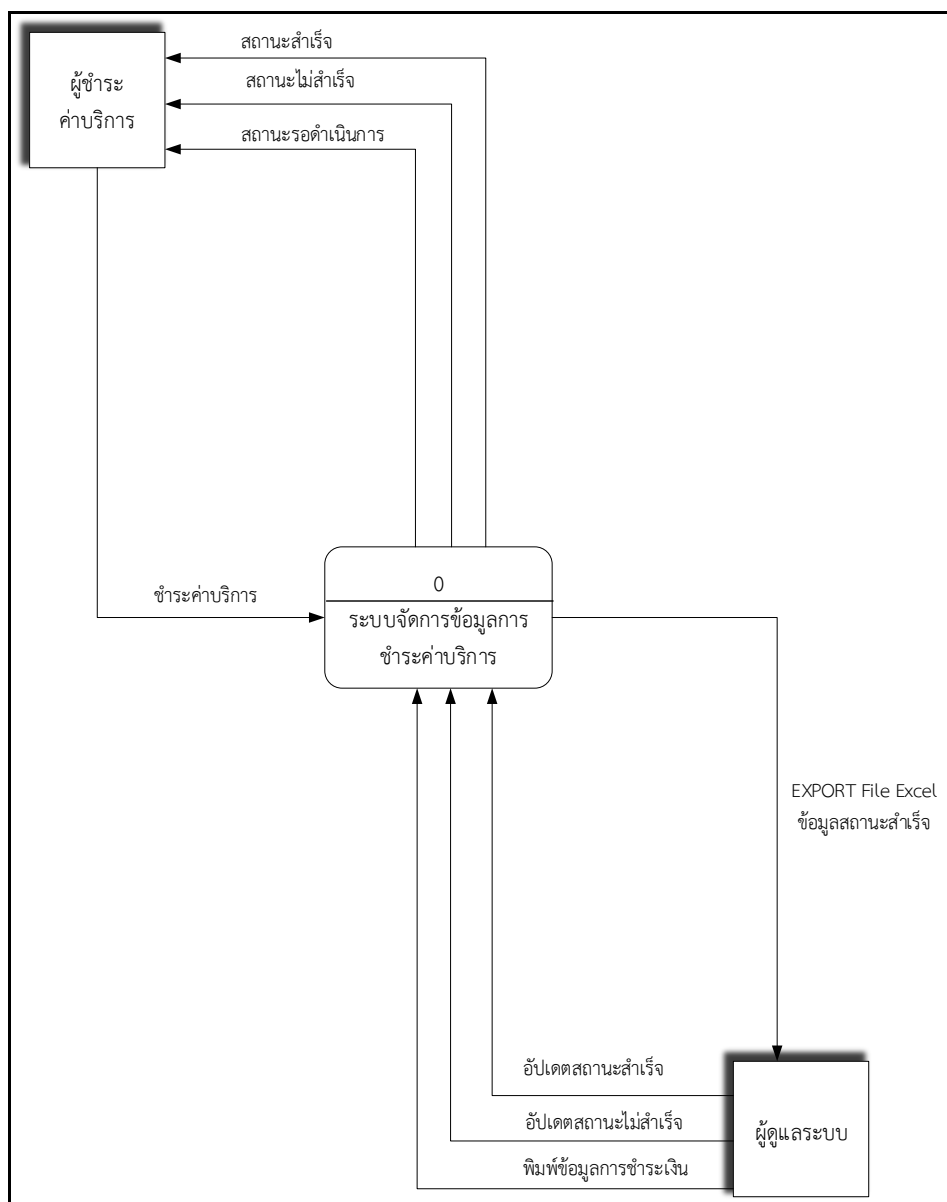 สถานะสำเร็จ
ผู้ชำระ
ค่าบริการ
สถานะไม่สำเร็จ
สถานะรอดำเนินการ
0
ชำระค่าบริการ
ระบบจัดการข้อมูลการ
ชำระค่าบริการ
EXPORT File Excel
ข้อมูลสถานะสำเร็จ
อัปเดตสถานะสำเร็จ
อัปเดตสถานะไม่สำเร็จ
ผู้ดูแลระบบ
พิมพ์ข้อมูลการชำระเงิน